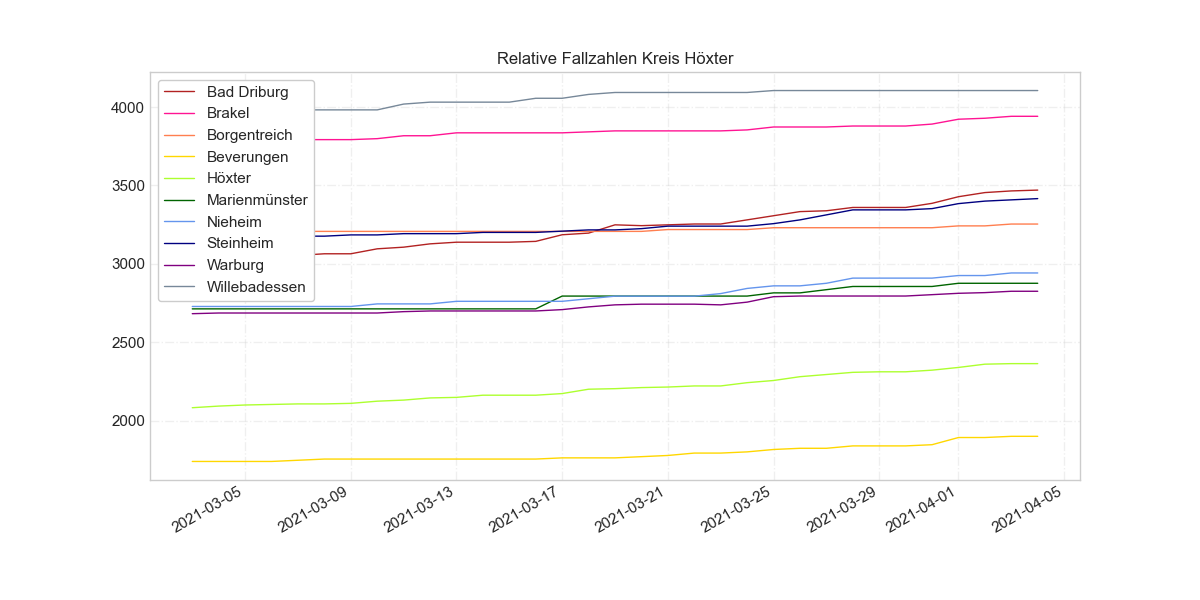 Relative Fallzahlen Kreis Höxter
Bad Driburg
Brakel
Borgentreich
Beverungen
Höxter
Marienmünster
Nieheim
Steinheim
Warburg
Willebadessen
4000
3500
3000
2500
2000
2021-03-05
2021-03-09
2021-03-13
2021-03-17
2021-03-21
2021-03-25
2021-03-29
2021-04-01
2021-04-05